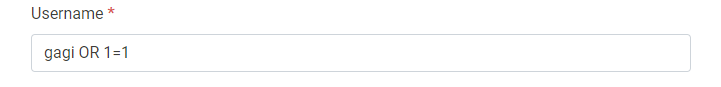 Username *
gagi OR 1=1